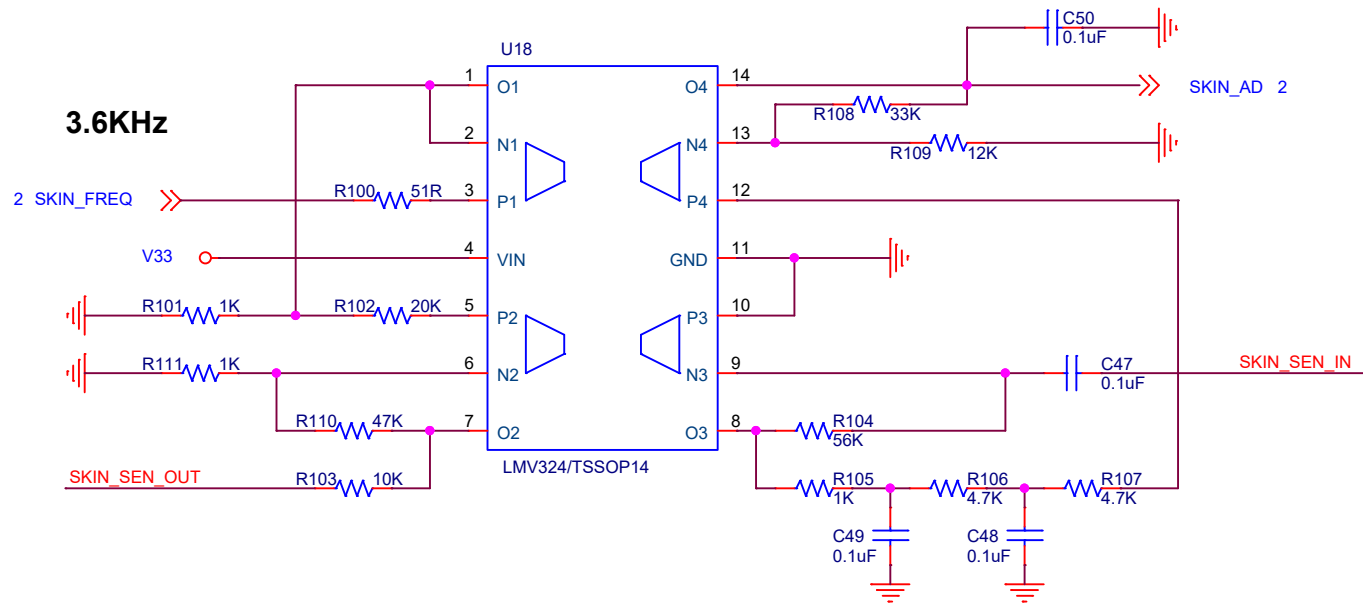 C50
0.1uF
U18
1 O1 O4 14
SKIN_AD 2
3.6KHz
R108 33K
2 N1 N4 13
R109 12K
2 SKIN_FREQ
R100 51R
3 P1 P4 12
V33
4 VIN GND 11
R101 1K
R102 20K
5 P2 P3 10
R111 1K
6 N2 N3 9
C47
0.1uF
SKIN_SEN_IN
R110 47K
7 O2 O3 8
R104
56K
LMV324/TSSOP14
SKIN_SEN_OUT
R103 10K
R105
1K
R106
4.7K
R107
4.7K
C49
0.1uF
C48
0.1uF